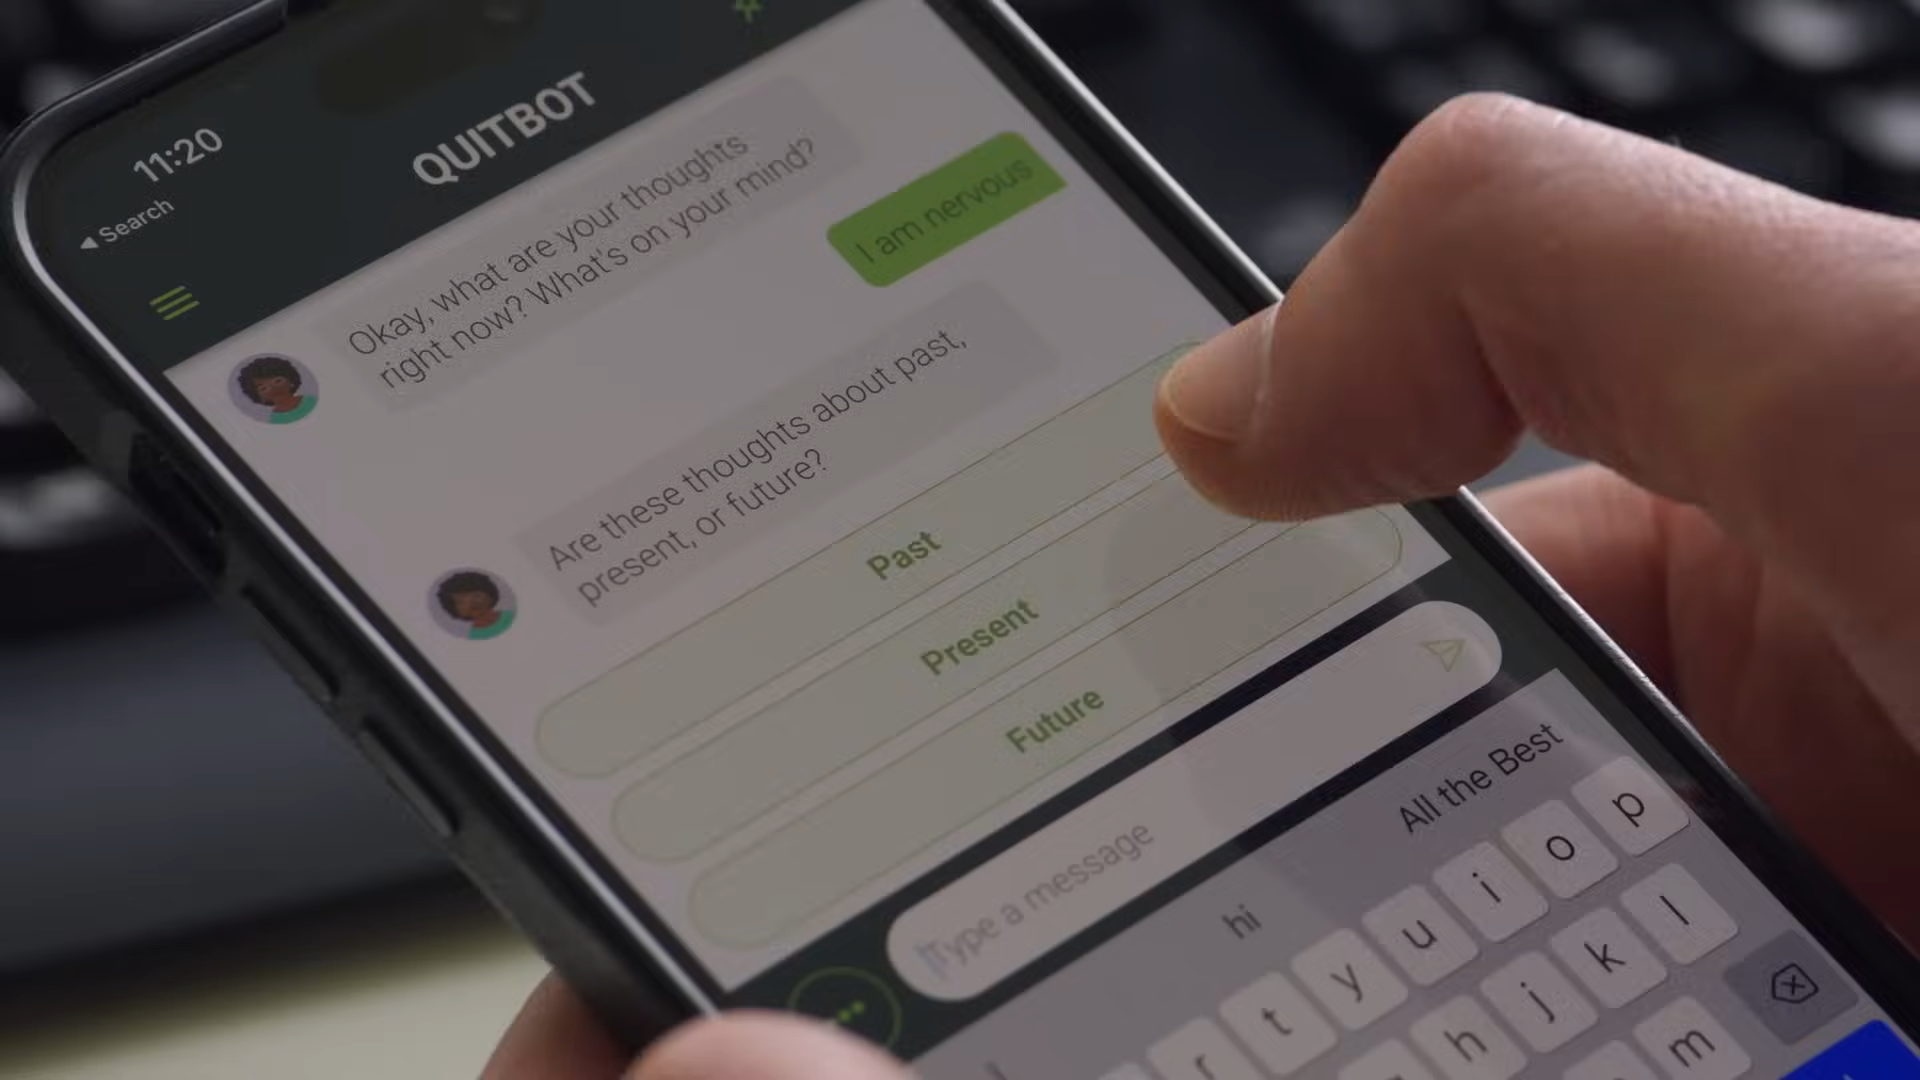 11:20
◀ Search
QUITBOT
Okay, what are your thoughts
right now? What's on your mind?
I am nervous
Are these thoughts about past,
present, or future?
Past
Present
Future
Type a message
hi
All the Best
r t y u i o p
h j k l
m